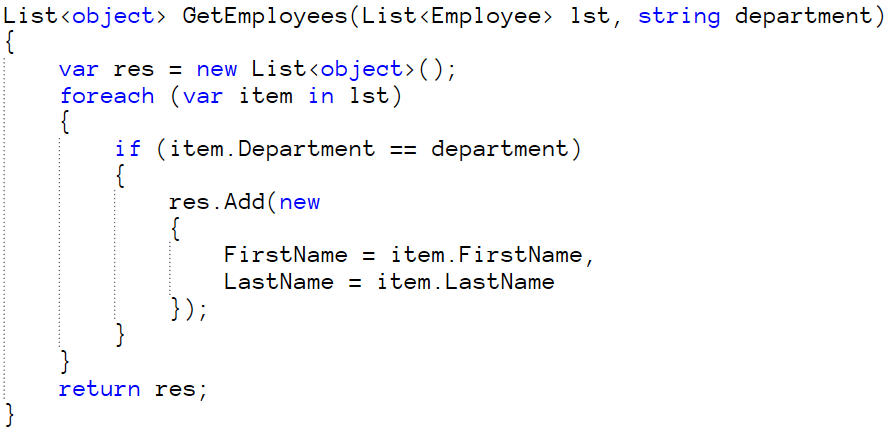 List<object> GetEmployees(List<Employee> lst, string department)
{
    var res = new List<object>();
    foreach (var item in lst)
    {
        if (item.Department == department)
        {
            res.Add(new
            {
                FirstName = item.FirstName,
                LastName = item.LastName
            });
        }
    }
    return res;
}